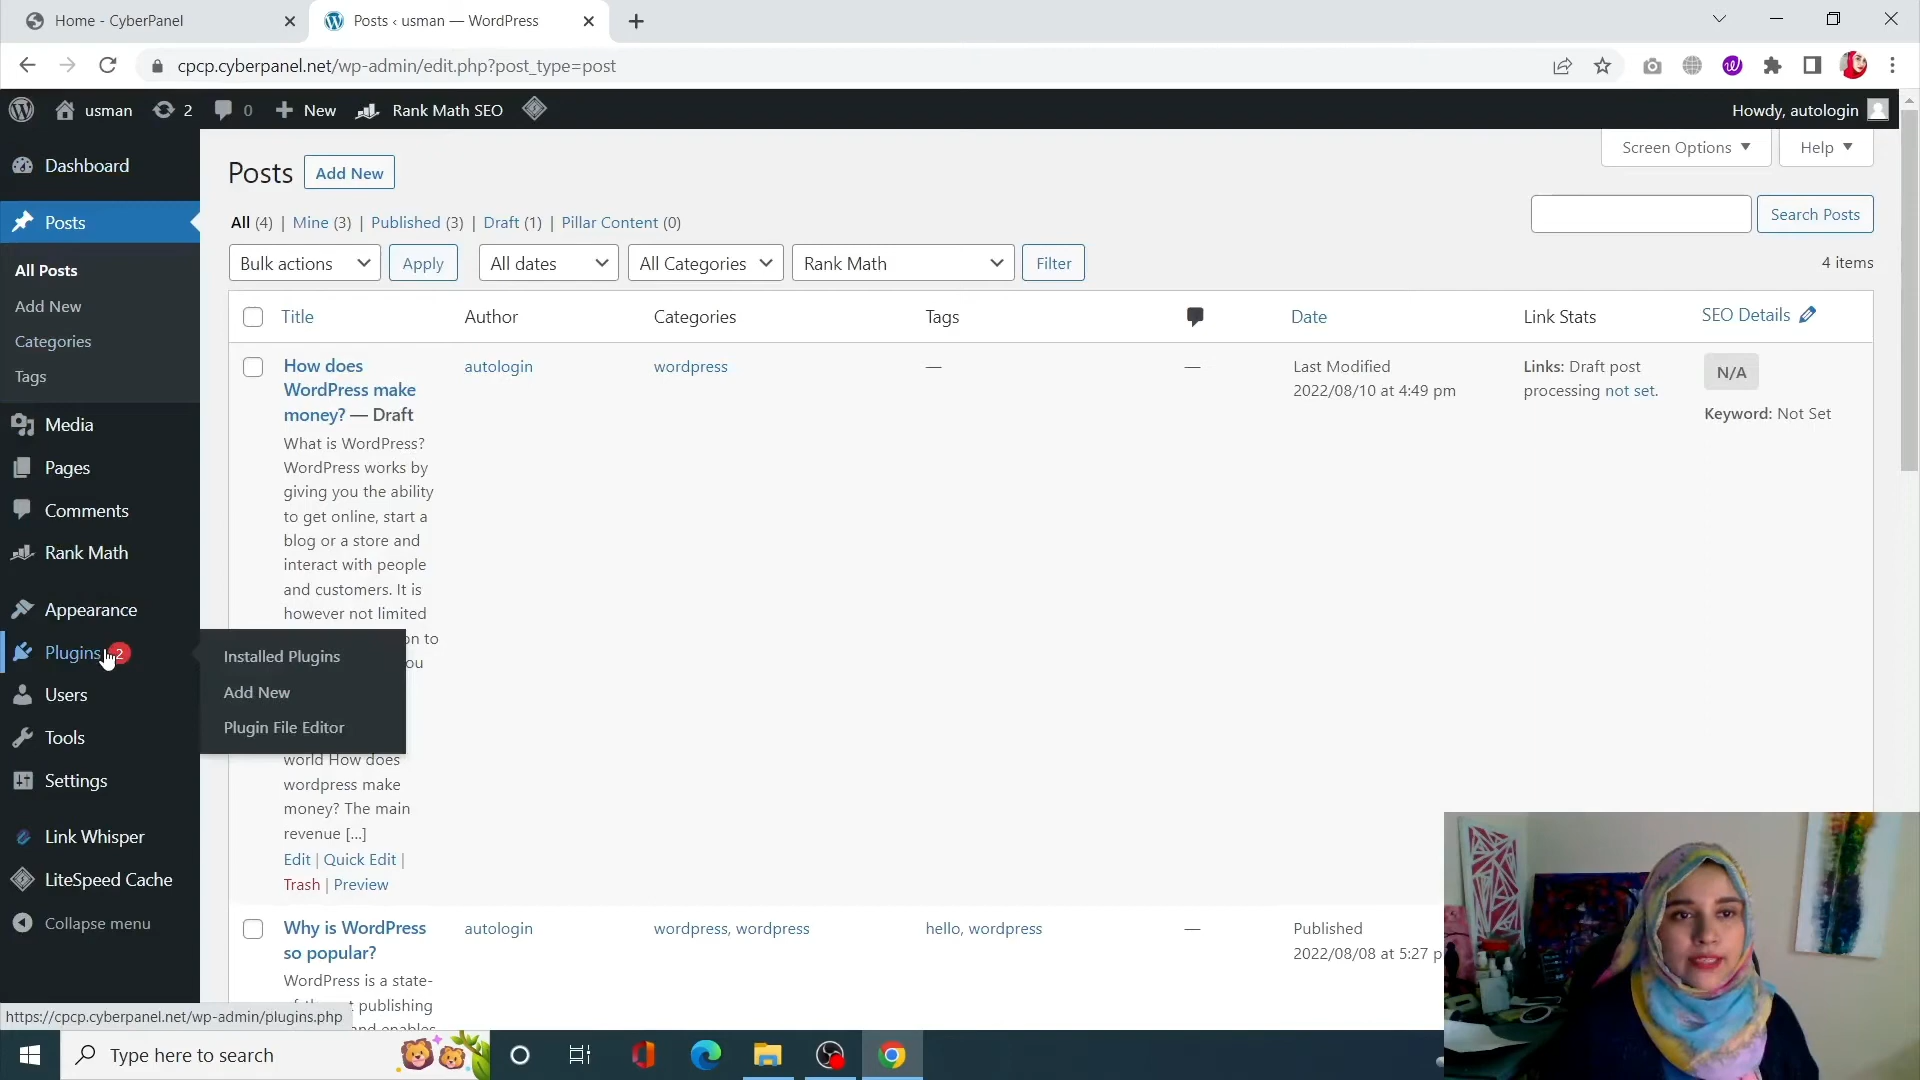 Home - CyberPanel
Posts ‹ usman — WordPress
cpcp.cyberpanel.net/wp-admin/edit.php?post_type=post
usman 2 0 New Rank Math SEO
Howdy, autologin
Dashboard
Posts
All Posts
Add New
Categories
Tags
Media
Pages
Comments
Rank Math
Appearance
Plugins 2
Users
Tools
Settings
Link Whisper
LiteSpeed Cache
Collapse menu
Installed Plugins
Add New
Plugin File Editor
Screen Options Help
Posts Add New
All (4) | Mine (3) | Published (3) | Draft (1) | Pillar Content (0)
Search Posts
Bulk actions Apply All dates All Categories Rank Math Filter
4 items
Title Author Categories Tags Date Link Stats SEO Details
How does
WordPress make
money? — Draft
What is WordPress?
WordPress works by
giving you the ability
to get online, start a
blog or a store and
interact with people
and customers. It is
however not limited
on to
ou
world How does
wordpress make
money? The main
revenue [...]
Edit | Quick Edit |
Trash | Preview
autologin
wordpress
—
—
Last Modified
2022/08/10 at 4:49 pm
Links: Draft post
processing not set.
N/A
Keyword: Not Set
Why is WordPress
so popular?
WordPress is a state-
publishing
and enables
autologin
wordpress, wordpress
hello, wordpress
—
Published
2022/08/08 at 5:27 p
https://cpcp.cyberpanel.net/wp-admin/plugins.php
Type here to search